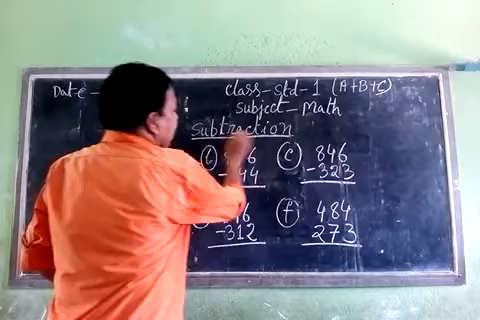 Date -
Class - Std - 1 (A+B+C)
Subject - Math
Subtraction
(c) 846
-323
-312
(f) 484
273